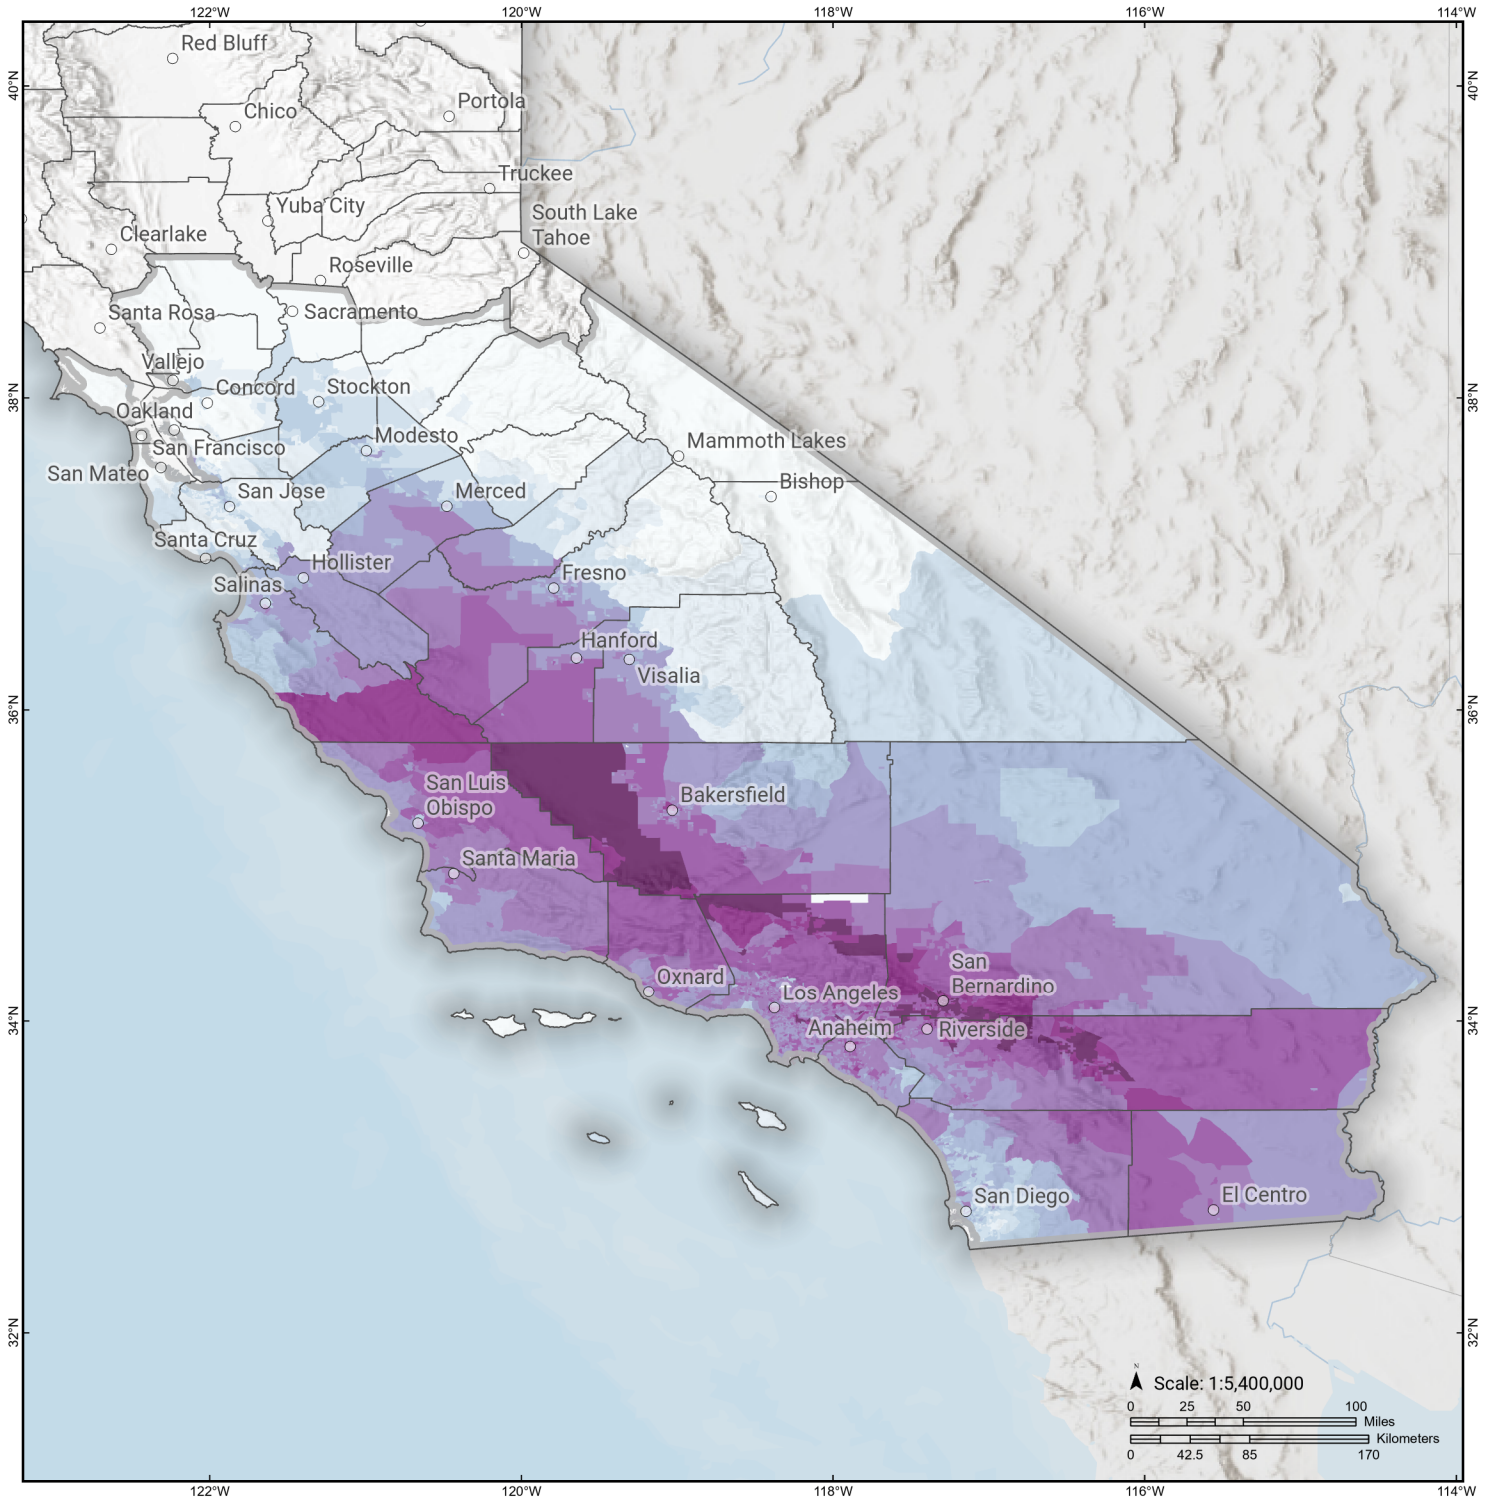 122°W
120°W
118°W
116°W
114°W
40°N
40°N
38°N
38°N
36°N
36°N
34°N
34°N
32°N
32°N
Red Bluff
Chico
Portola
Truckee
Yuba City
South Lake
Tahoe
Clearlake
Roseville
Santa Rosa
Sacramento
Vallejo
Concord
Stockton
Oakland
Modesto
San Francisco
Mammoth Lakes
San Mateo
Bishop
San Jose
Merced
Santa Cruz
Hollister
Salinas
Fresno
Hanford
Visalia
San Luis
Obispo
Bakersfield
Santa Maria
Oxnard
San
Bernardino
Los Angeles
Anaheim
Riverside
San Diego
El Centro
N
Scale: 1:5,400,000
0 25 50 100
Miles
Kilometers
0 42.5 85 170
122°W
120°W
118°W
116°W
114°W